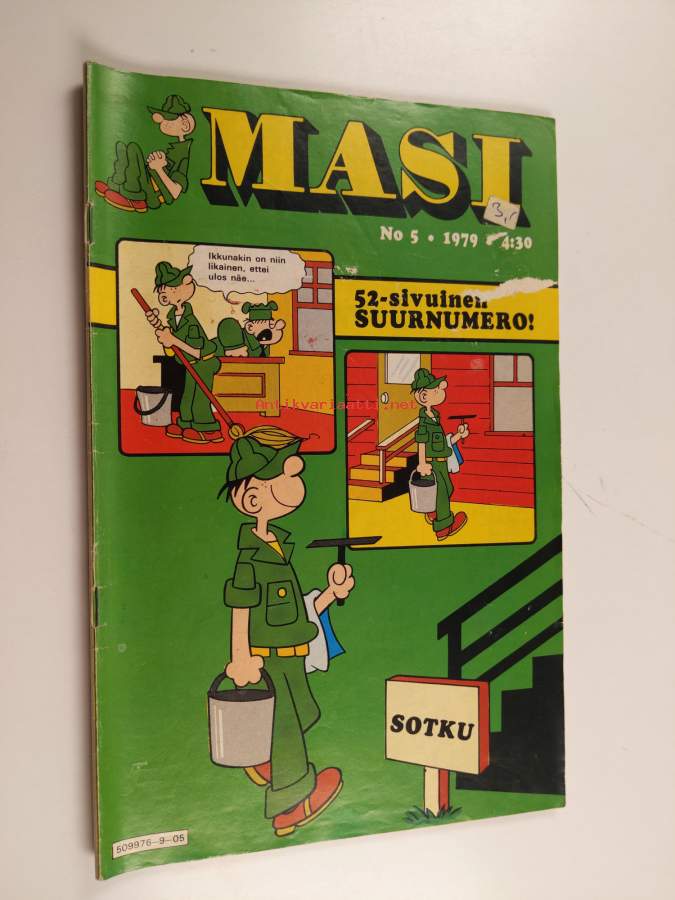 MASI
3,-
No 5 • 1979 • 4:30
Ikkunakin on niin
likainen, ettei
ulos näe...
52-sivuinen
SUURNUMERO!
Antikvariaatti.net
SOTKU
509976-9-05